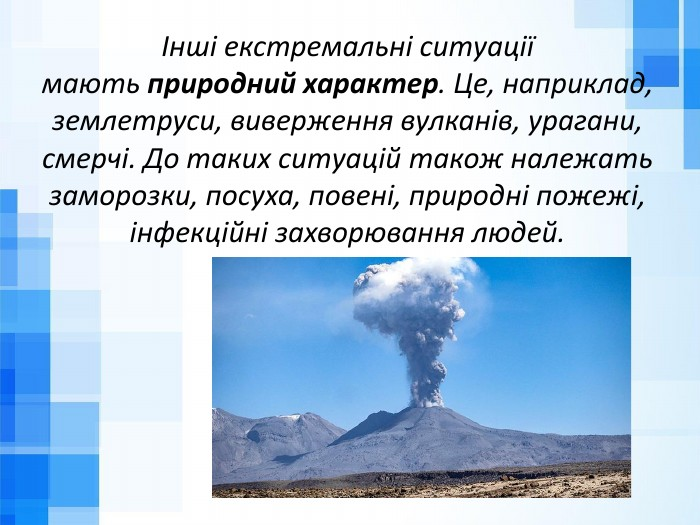 Інші екстремальні ситуації
мають природний характер. Це, наприклад,
землетруси, виверження вулканів, урагани,
смерчі. До таких ситуацій також належать
заморозки, посуха, повені, природні пожежі,
інфекційні захворювання людей.